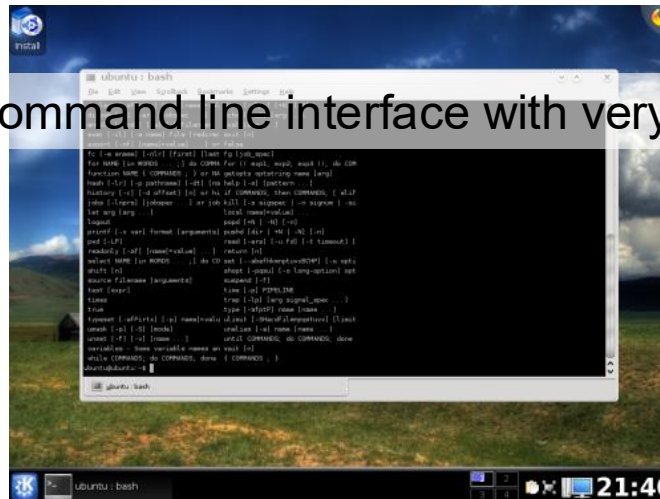 install
ubuntu : bash
File Edit View Scrollback Bookmarks Settings Help
ommand line interface with very
fc [-e ename] [-nlr] [first] [last fg [job_spec]
for NAME [in WORDS ... ;] do COMMA for (( exp1; exp2; exp3 )); do COM
function NAME { COMMANDS ; } or NA getopts optstring name [arg]
hash [-lr] [-p pathname] [-dt] [na help [-s] [pattern ...]
history [-c] [-d offset] [n] or hi if COMMANDS; then COMMANDS; [ elif
jobs [-lnprs] [jobspec ...] or job kill [-s sigspec | -n signum | -si
let arg [arg ...] local name[=value] ...
logout popd [+N | -N] [-n]
printf [-v var] format [arguments] pushd [dir | +N | -N] [-n]
pwd [-LP] read [-ers] [-u fd] [-t timeout] [
readonly [-af] [name[=value] ...] return [n]
select NAME [in WORDS ... ;] do CO set [--abefhkmnptuvxBCHP] [-o opti
shift [n] shopt [-pqsu] [-o long-option] opt
source filename [arguments] suspend [-f]
test [expr] time [-p] PIPELINE
times trap [-lp] [arg signal_spec ...]
true type [-afptP] name [name ...]
typeset [-aFfirtx] [-p] name[=valu ulimit [-SHacdfilmnpqstuvx] [limit
umask [-p] [-S] [mode] unalias [-a] name [name ...]
unset [-f] [-v] [name ...] until COMMANDS; do COMMANDS; done
variables - Some variable names an wait [n]
while COMMANDS; do COMMANDS; done { COMMANDS ; }
ubuntu@ubuntu:~$
ubuntu : bash
ubuntu : bash
2
3 4
21:4